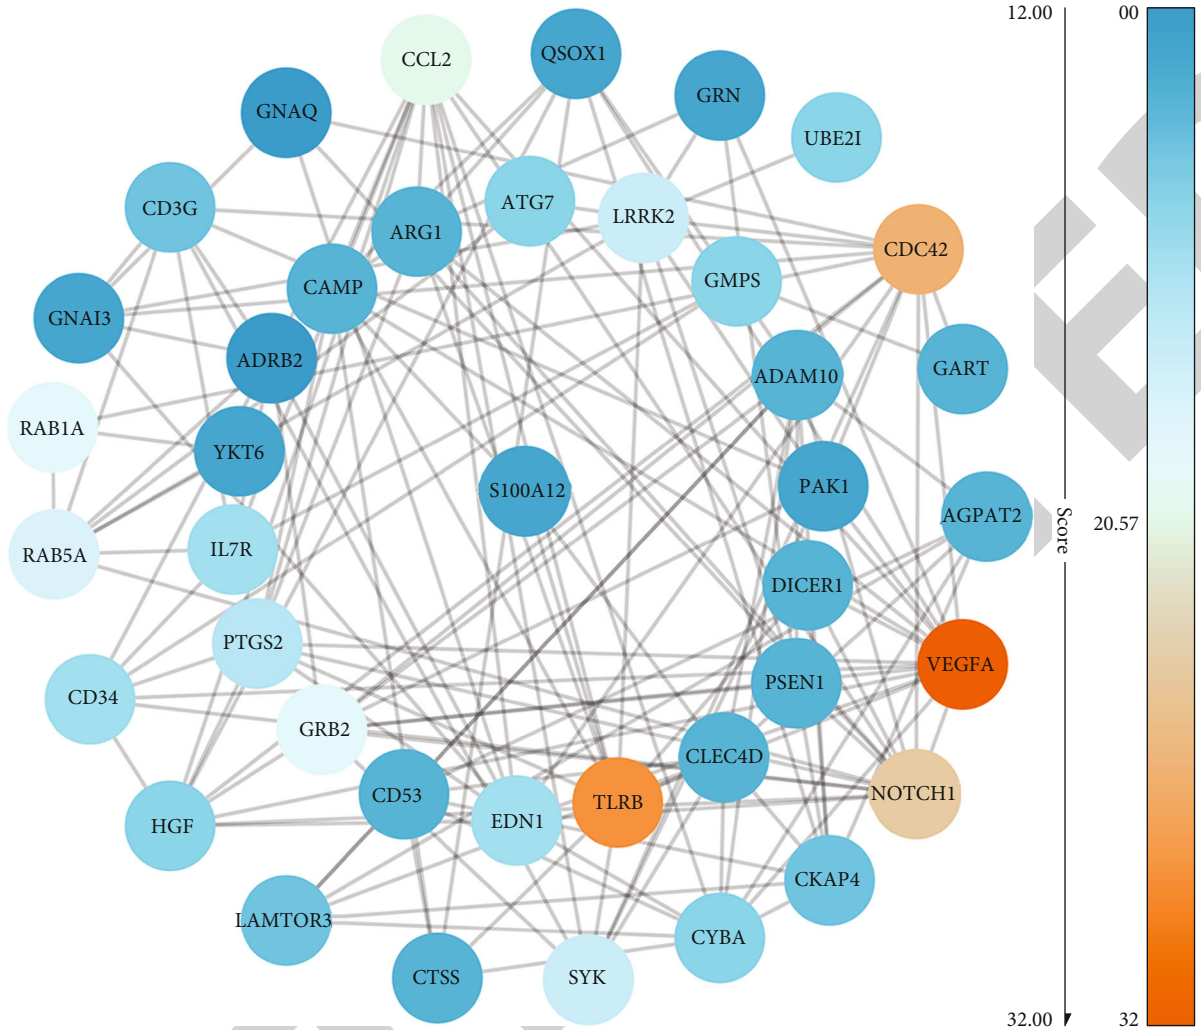 12.00
00
QSOX1
CCL2
GRN
GNAQ
UBE2I
ATG7
CD3G
LRRK2
ARG1
CDC42
GMPS
CAMP
GNAI3
ADRB2
GART
ADAM10
RAB1A
YKT6
PAK1
S100A12
AGPAT2
20.57
Score
IL7R
RAB5A
DICER1
PTGS2
VEGFA
PSEN1
CD34
GRB2
CLEC4D
CD53
TLRB
NOTCH1
EDN1
HGF
CKAP4
LAMTOR3
CYBA
CTSS
SYK
32.00
32